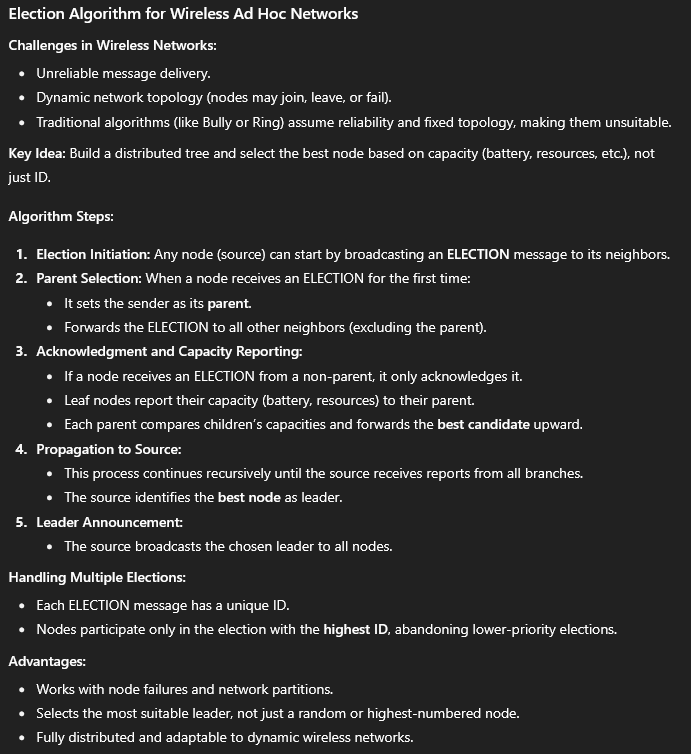 Election Algorithm for Wireless Ad Hoc Networks
Challenges in Wireless Networks:
• Unreliable message delivery.
• Dynamic network topology (nodes may join, leave, or fail).
• Traditional algorithms (like Bully or Ring) assume reliability and fixed topology, making them unsuitable.
Key Idea: Build a distributed tree and select the best node based on capacity (battery, resources, etc.), not
just ID.
Algorithm Steps:
1. Election Initiation: Any node (source) can start by broadcasting an ELECTION message to its neighbors.
2. Parent Selection: When a node receives an ELECTION for the first time:
• It sets the sender as its parent.
• Forwards the ELECTION to all other neighbors (excluding the parent).
3. Acknowledgment and Capacity Reporting:
• If a node receives an ELECTION from a non-parent, it only acknowledges it.
• Leaf nodes report their capacity (battery, resources) to their parent.
• Each parent compares children's capacities and forwards the best candidate upward.
4. Propagation to Source:
• This process continues recursively until the source receives reports from all branches.
• The source identifies the best node as leader.
5. Leader Announcement:
• The source broadcasts the chosen leader to all nodes.
Handling Multiple Elections:
• Each ELECTION message has a unique ID.
• Nodes participate only in the election with the highest ID, abandoning lower-priority elections.
Advantages:
• Works with node failures and network partitions.
• Selects the most suitable leader, not just a random or highest-numbered node.
• Fully distributed and adaptable to dynamic wireless networks.